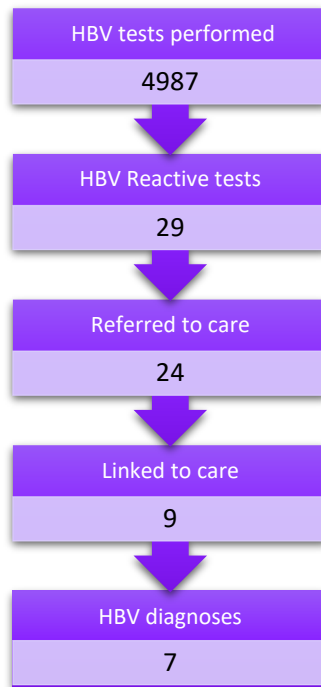 HBV tests performed
4987
HBV Reactive tests
29
Referred to care
24
Linked to care
9
HBV diagnoses
7